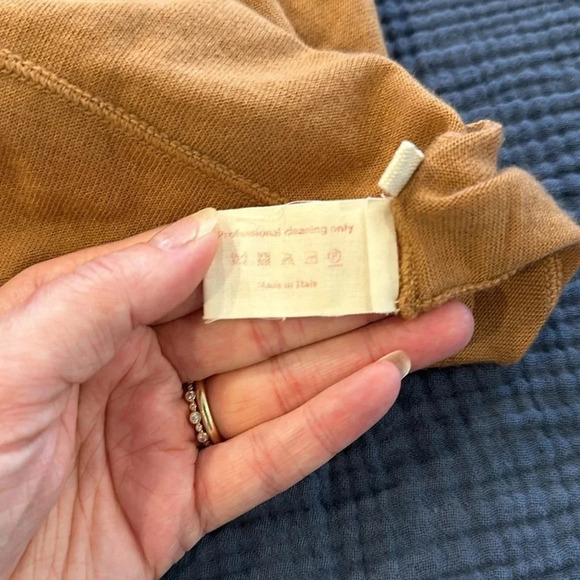 Professional cleaning only
Made in Italy